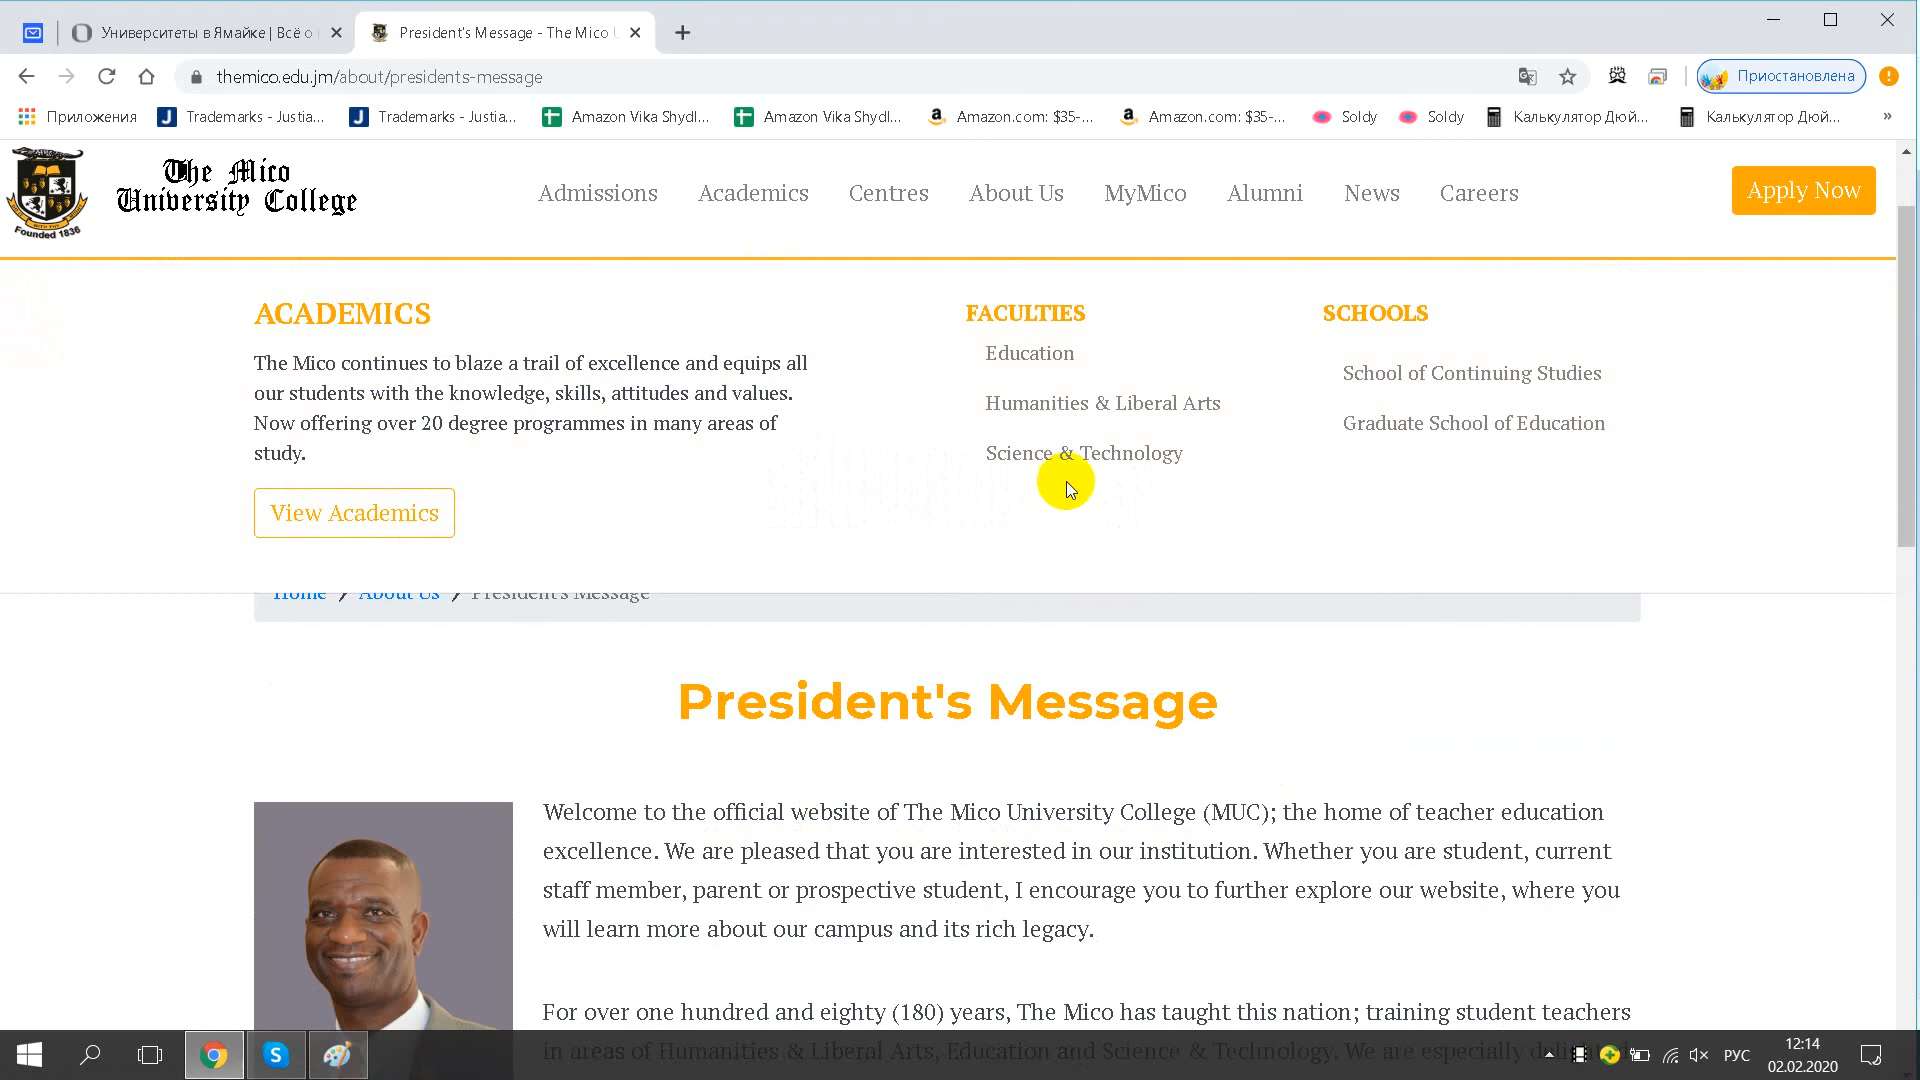 Университеты в Ямайке | Всё о
President's Message - The Mico U
themico.edu.jm/about/presidents-message
Приостановлена
Приложения
Trademarks - Justia...
Trademarks - Justia...
Amazon Vika Shydl...
Amazon Vika Shydl...
Amazon.com: $35-...
Amazon.com: $35-...
Soldy
Soldy
Калькулятор Дюй...
Калькулятор Дюй...
»
Founded 1836
The Mico
University College
Admissions
Academics
Centres
About Us
MyMico
Alumni
News
Careers
Apply Now
ACADEMICS
The Mico continues to blaze a trail of excellence and equips all
our students with the knowledge, skills, attitudes and values.
Now offering over 20 degree programmes in many areas of
study.
View Academics
FACULTIES
Education
Humanities & Liberal Arts
Science & Technology
SCHOOLS
School of Continuing Studies
Graduate School of Education
Home / About Us / President's Message
President's Message
Welcome to the official website of The Mico University College (MUC); the home of teacher education
excellence. We are pleased that you are interested in our institution. Whether you are student, current
staff member, parent or prospective student, I encourage you to further explore our website, where you
will learn more about our campus and its rich legacy.
For over one hundred and eighty (180) years, The Mico has taught this nation; training student teachers
in areas of Humanities & Liberal Arts, Education and Science & Technology. We are especially
РУС
12:14
02.02.2020